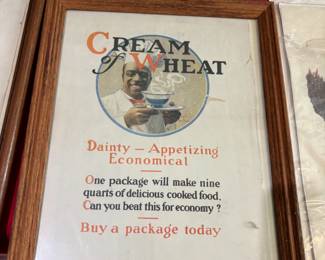 CREAM
of WHEAT
Dainty – Appetizing
Economical
One package will make nine
quarts of delicious cooked food.
Can you beat this for economy?
Buy a package today